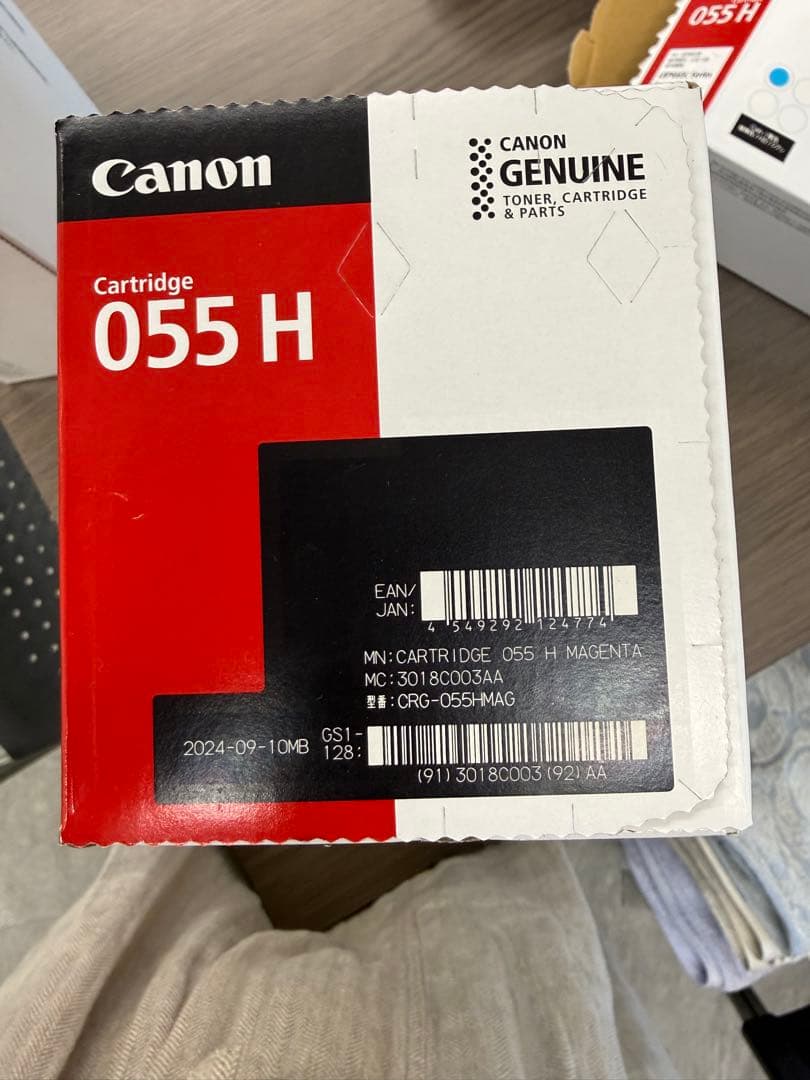 Canon
CANON
GENUINE
TONER, CARTRIDGE
& PARTS
Cartridge
055 H
EAN/
JAN:
4 549292 124774
MN:CARTRIDGE 055 H MAGENTA
MC:3018C003AA
型番:CRG-055HMAG
2024-09-10MB
GS1-
128:
(91)3018C003(92)AA
055 H